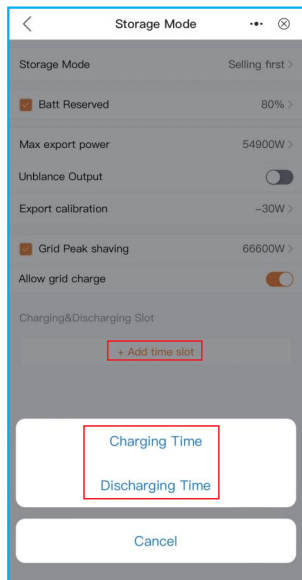 Storage Mode
Storage Mode Selling first
Batt Reserved 80%
Max export power 54900W
Unblance Output
Export calibration -30W
Grid Peak shaving 66600W
Allow grid charge
Charging&Discharging Slot
+ Add time slot
Charging Time
Discharging Time
Cancel